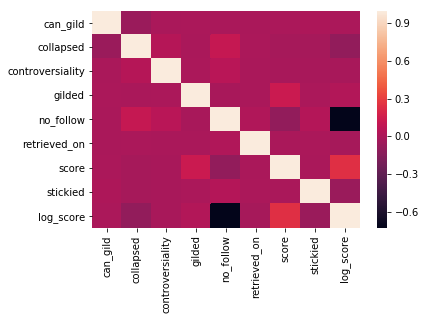 can_gild
collapsed
controversiality
gilded
no_follow
retrieved_on
score
stickied
log_score
can_gild
collapsed
controversiality
gilded
no_follow
retrieved_on
score
stickied
log_score
0.9
0.6
0.3
0.0
−0.3
−0.6